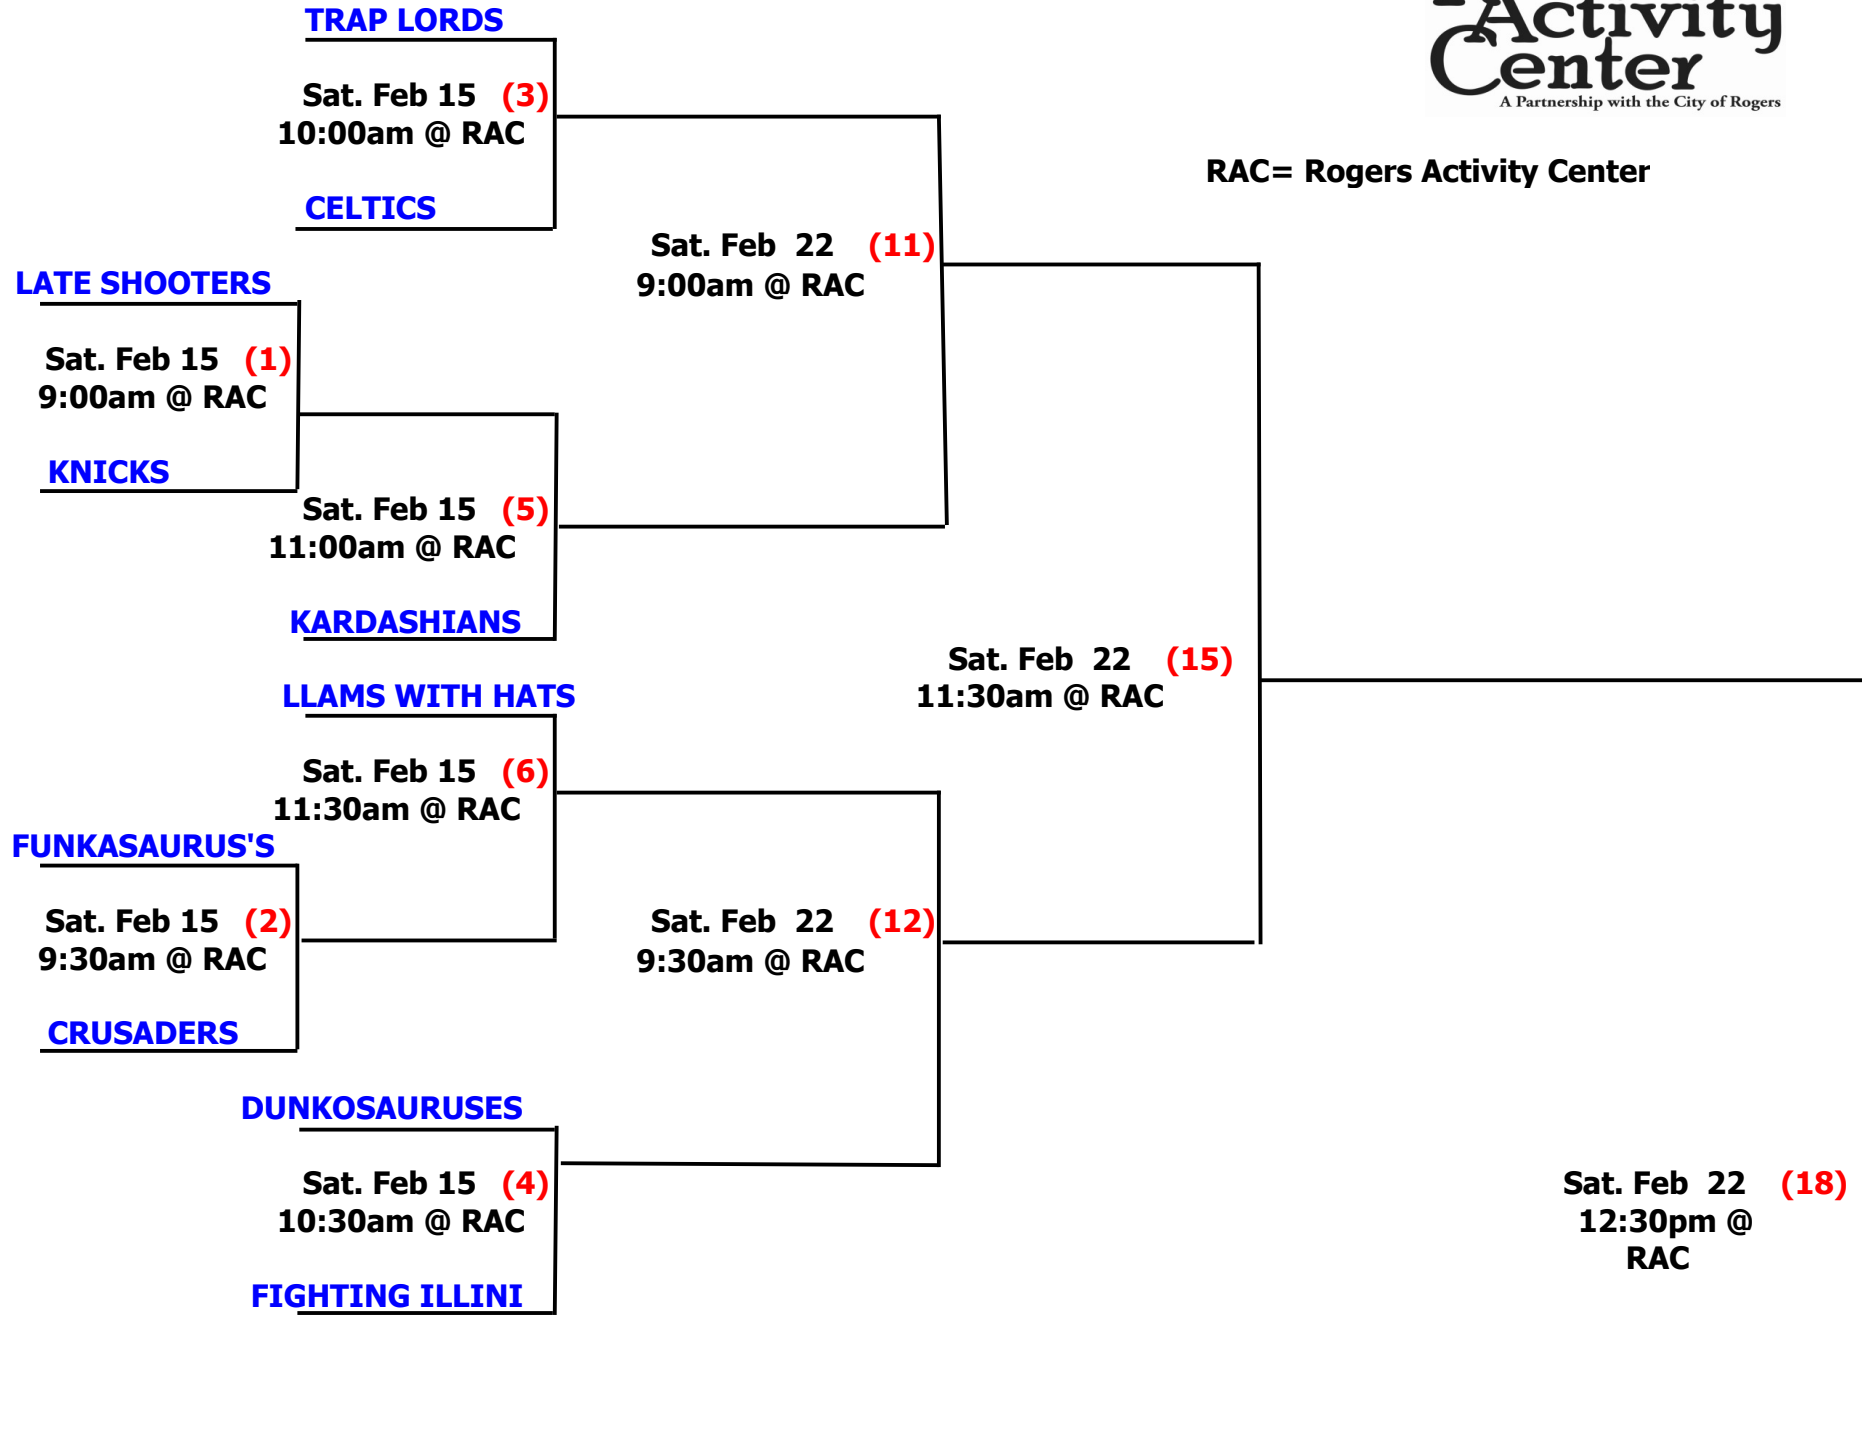 TRAP LORDS
Activity
Center
A Partnership with the City of Rogers
Sat. Feb 15 (3)
10:00am @ RAC
RAC= Rogers Activity Center
CELTICS
Sat. Feb 22 (11)
9:00am @ RAC
LATE SHOOTERS
Sat. Feb 15 (1)
9:00am @ RAC
KNICKS
Sat. Feb 15 (5)
11:00am @ RAC
KARDASHIANS
Sat. Feb 22 (15)
11:30am @ RAC
LLAMS WITH HATS
Sat. Feb 15 (6)
11:30am @ RAC
FUNKASAURUS'S
Sat. Feb 15 (2)
9:30am @ RAC
Sat. Feb 22 (12)
9:30am @ RAC
CRUSADERS
DUNKOSAURUSES
Sat. Feb 15 (4)
10:30am @ RAC
Sat. Feb 22 (18)
12:30pm @
RAC
FIGHTING ILLINI